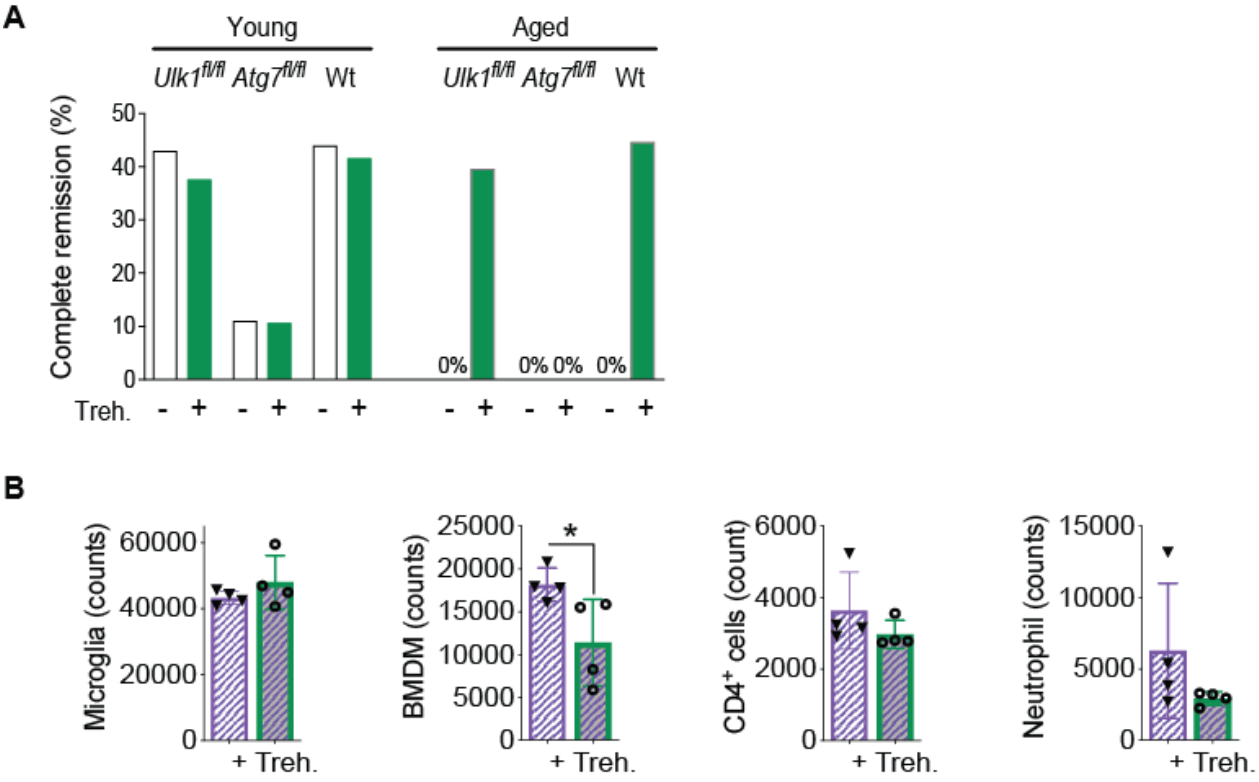 A
Young Aged
Ulk1fl/fl Atg7fl/fl Wt Ulk1fl/fl Atg7fl/fl Wt
Complete remission (%)
50
40
30
20
10
0
0% 0% 0% 0%
Treh. - + - + - + - + - + - +
B
Microglia (counts)
60000
40000
20000
0
+ Treh.
BMDM (counts)
25000
20000
15000
10000
5000
0
*
+ Treh.
CD4+ cells (count)
6000
4000
2000
0
+ Treh.
Neutrophil (counts)
15000
10000
5000
0
+ Treh.